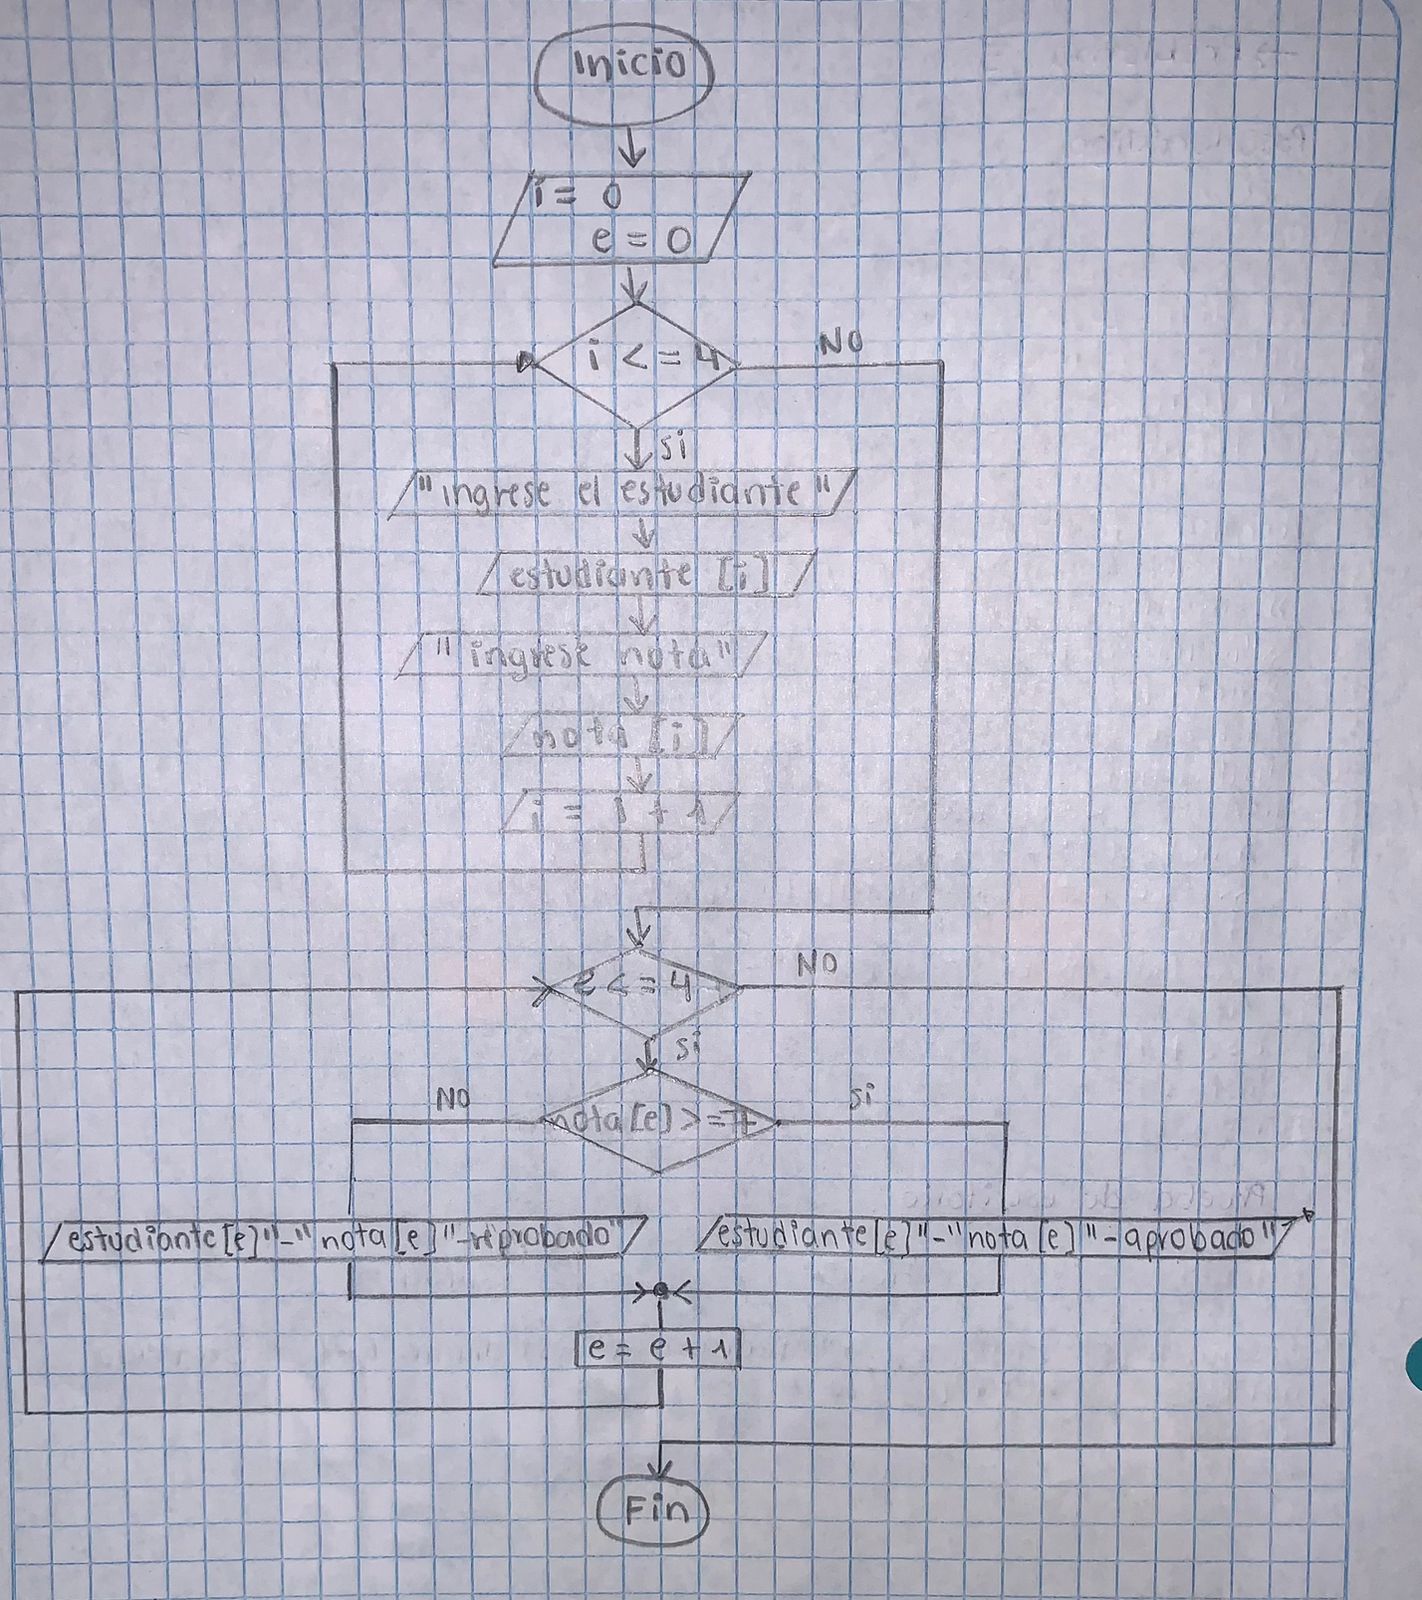 Inicio
i = 0
e = 0
i <= 4
NO
si
"ingrese el estudiante"
estudiante [i]
"ingrese nota"
nota [i]
i = i + 1
e <= 4
NO
si
NO
nota[e] >= 7
si
estudiante[e]"-"nota[e]"-reprobado"
estudiante[e]"-"nota[e]"-aprobado"
e = e + 1
Fin